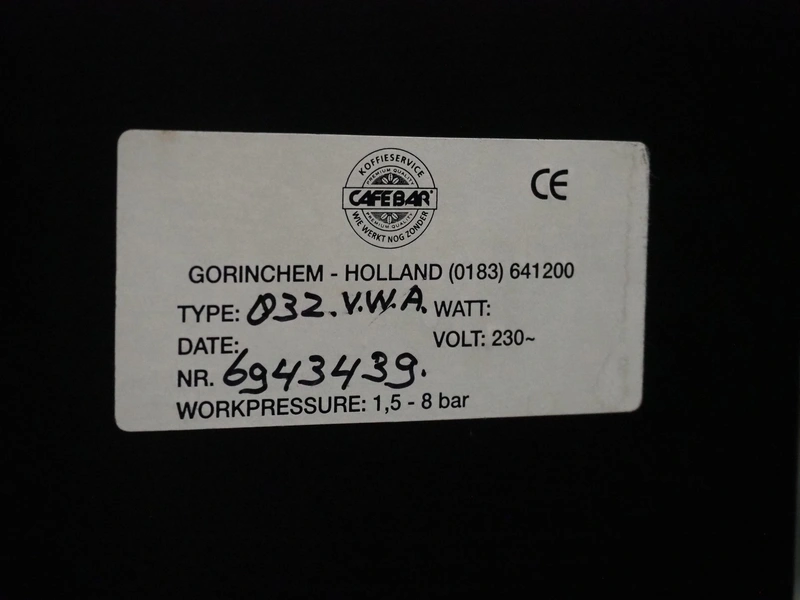 KOFFIESERVICE
PREMIUM QUALITY
CAFEBAR®
PREMIUM QUALITY
WIE WERKT NOG ZONDER
CE
GORINCHEM - HOLLAND (0183) 641200
TYPE: 032.V.W.A. WATT:
DATE: VOLT: 230~
NR. 6943439.
WORKPRESSURE: 1,5 - 8 bar